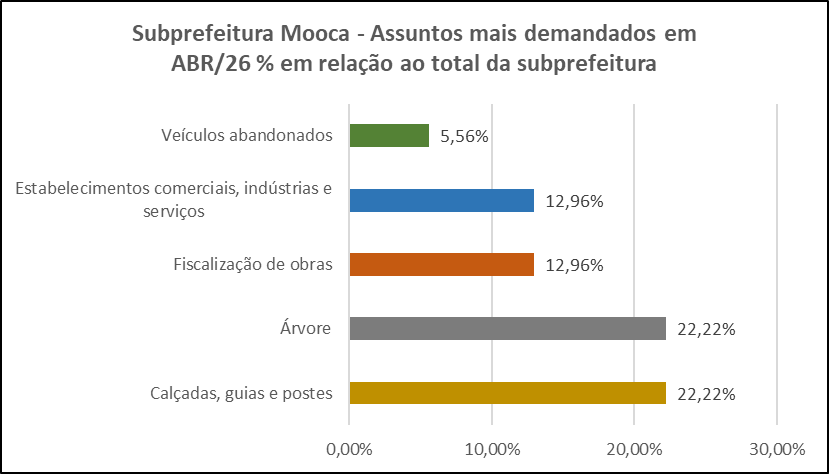 Subprefeitura Mooca - Assuntos mais demandados em
ABR/26 % em relação ao total da subprefeitura
Veículos abandonados
5,56%
Estabelecimentos comerciais, indústrias e
serviços
12,96%
Fiscalização de obras
12,96%
Árvore
22,22%
Calçadas, guias e postes
22,22%
0,00%
10,00%
20,00%
30,00%